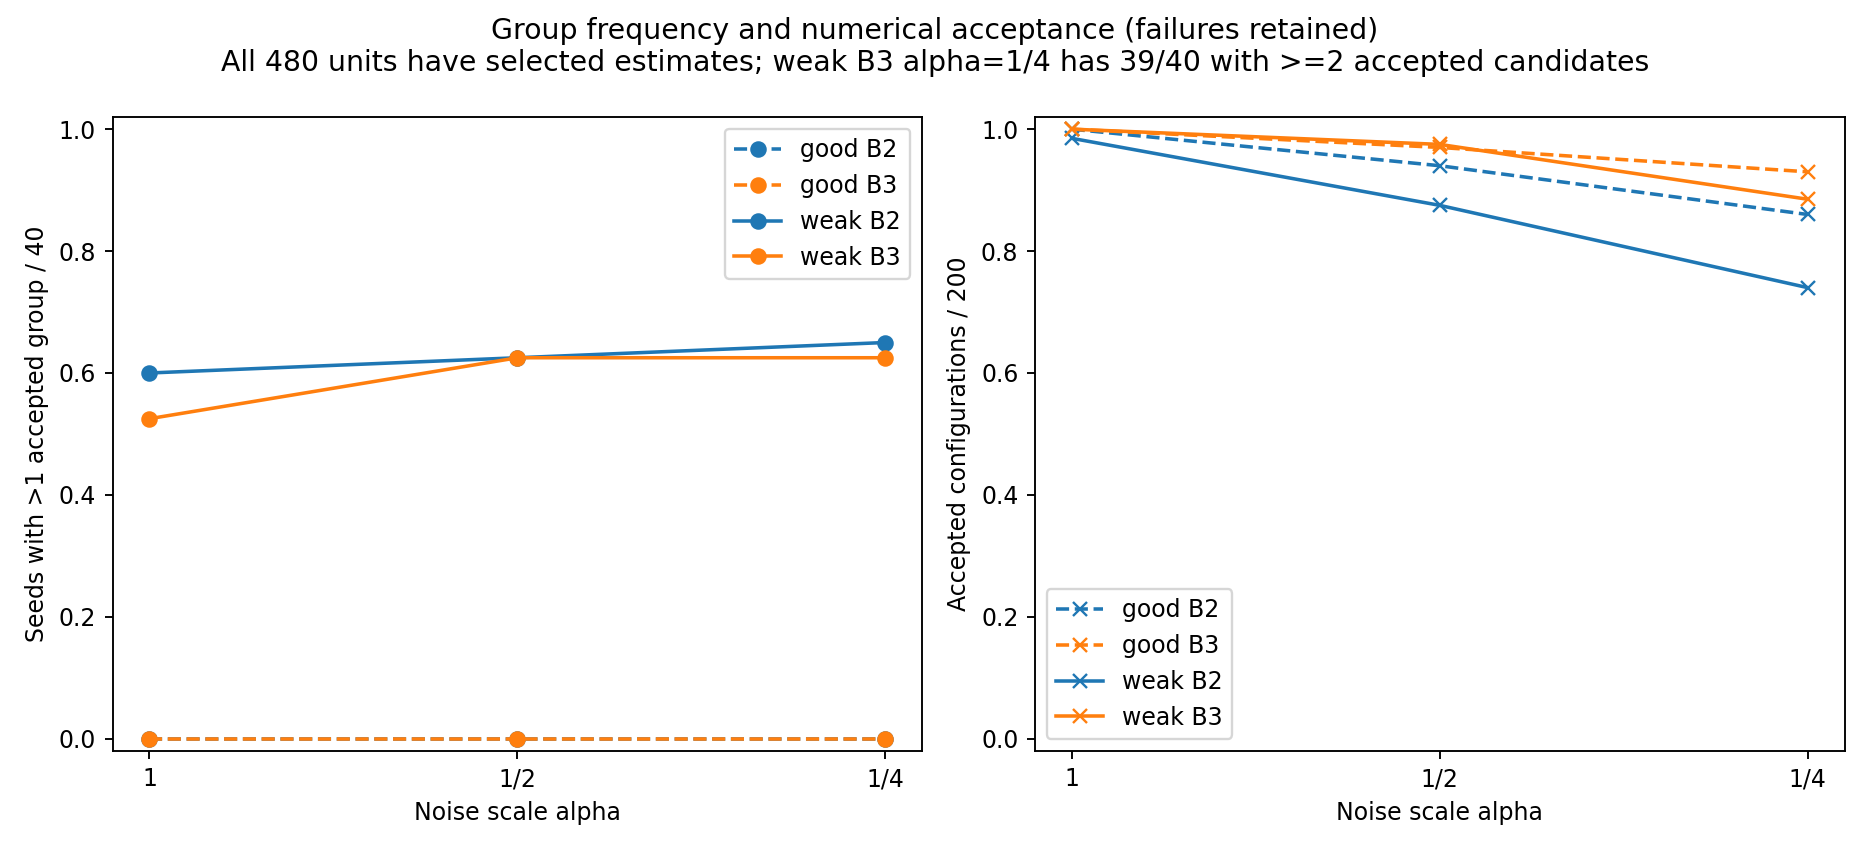 Group frequency and numerical acceptance (failures retained)
All 480 units have selected estimates; weak B3 alpha=1/4 has 39/40 with >=2 accepted candidates
Seeds with >1 accepted group / 40
1.0
0.8
0.6
0.4
0.2
0.0
good B2
good B3
weak B2
weak B3
1
1/2
1/4
Noise scale alpha
Accepted configurations / 200
1.0
0.8
0.6
0.4
0.2
0.0
good B2
good B3
weak B2
weak B3
1
1/2
1/4
Noise scale alpha